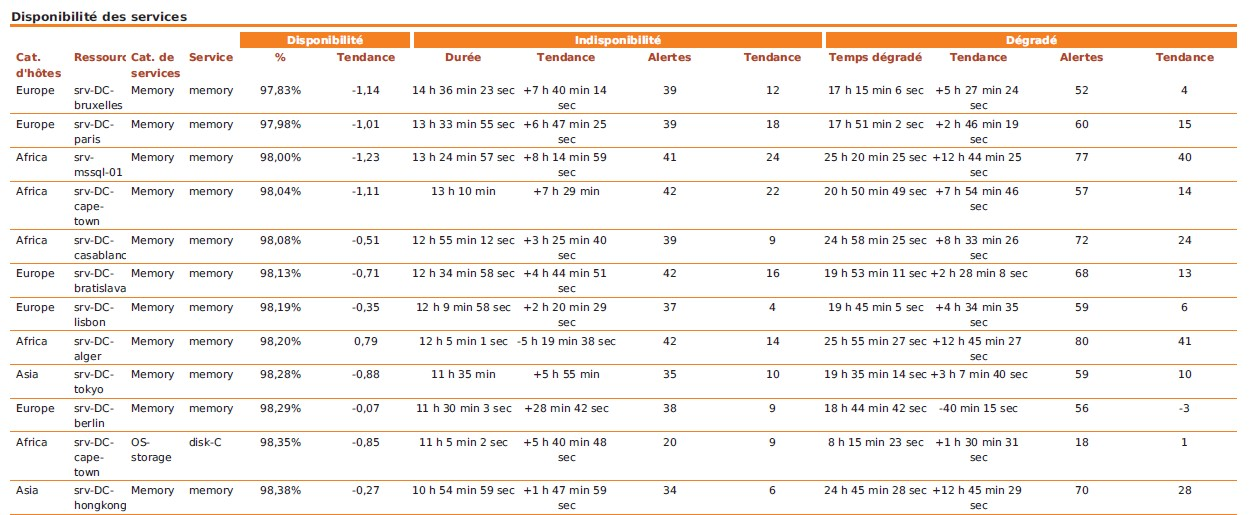 Disponibilité des services
Disponibilité Indisponibilité Dégradé
Cat. d'hôtes Ressourc Cat. de services Service % Tendance Durée Tendance Alertes Tendance Temps dégradé Tendance Alertes Tendance
Europe srv-DC-bruxelles Memory memory 97,83% -1,14 14 h 36 min 23 sec +7 h 40 min 14 sec 39 12 17 h 15 min 6 sec +5 h 27 min 24 sec 52 4
Europe srv-DC-paris Memory memory 97,98% -1,01 13 h 33 min 55 sec +6 h 47 min 25 sec 39 18 17 h 51 min 2 sec +2 h 46 min 19 sec 60 15
Africa srv-mssql-01 Memory memory 98,00% -1,23 13 h 24 min 57 sec +8 h 14 min 59 sec 41 24 25 h 20 min 25 sec +12 h 44 min 25 sec 77 40
Africa srv-DC-cape-town Memory memory 98,04% -1,11 13 h 10 min +7 h 29 min 42 22 20 h 50 min 49 sec +7 h 54 min 46 sec 57 14
Africa srv-DC-casablanc Memory memory 98,08% -0,51 12 h 55 min 12 sec +3 h 25 min 40 sec 39 9 24 h 58 min 25 sec +8 h 33 min 26 sec 72 24
Europe srv-DC-bratislava Memory memory 98,13% -0,71 12 h 34 min 58 sec +4 h 44 min 51 sec 42 16 19 h 53 min 11 sec +2 h 28 min 8 sec 68 13
Europe srv-DC-lisbon Memory memory 98,19% -0,35 12 h 9 min 58 sec +2 h 20 min 29 sec 37 4 19 h 45 min 5 sec +4 h 34 min 35 sec 59 6
Africa srv-DC-alger Memory memory 98,20% 0,79 12 h 5 min 1 sec -5 h 19 min 38 sec 42 14 25 h 55 min 27 sec +12 h 45 min 27 sec 80 41
Asia srv-DC-tokyo Memory memory 98,28% -0,88 11 h 35 min +5 h 55 min 35 10 19 h 35 min 14 sec +3 h 7 min 40 sec 59 10
Europe srv-DC-berlin Memory memory 98,29% -0,07 11 h 30 min 3 sec +28 min 42 sec 38 9 18 h 44 min 42 sec -40 min 15 sec 56 -3
Africa srv-DC-cape-town OS-storage disk-C 98,35% -0,85 11 h 5 min 2 sec +5 h 40 min 48 sec 20 9 8 h 15 min 23 sec +1 h 30 min 31 sec 18 1
Asia srv-DC-hongkong Memory memory 98,38% -0,27 10 h 54 min 59 sec +1 h 47 min 59 sec 34 6 24 h 45 min 28 sec +12 h 45 min 29 sec 70 28